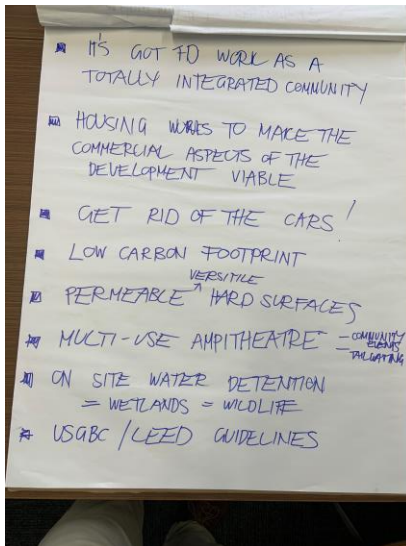 IT'S GOT TO WORK AS A
TOTALLY INTEGRATED COMMUNITY
HOUSING WORKS TO MAKE THE
COMMERCIAL ASPECTS OF THE
DEVELOPMENT VIABLE
GET RID OF THE CARS!
LOW CARBON FOOTPRINT
VERSITILE
PERMEABLE HARD SURFACES
MULTI-USE AMPITHEATRE - COMMUNITY
- EVENTS
TAILGATING
ON SITE WATER DETENTION
= WETLANDS = WILDLIFE
USGBC / LEED GUIDELINES